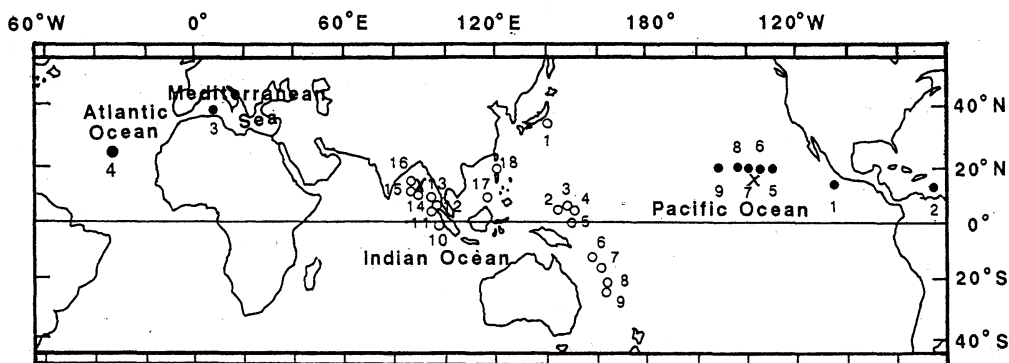 60°W 0° 60°E 120°E 180° 120°W
Mediterranean
Sea
3
Atlantic
Ocean
4
40°N
1
8 6
16 13 18
15 17
20°N
9 7 5
14 12
3
2 4
Pacific Ocean
1 2
11
5
0°
10
Indian Ocean
6
7
8
20°S
9
40°S